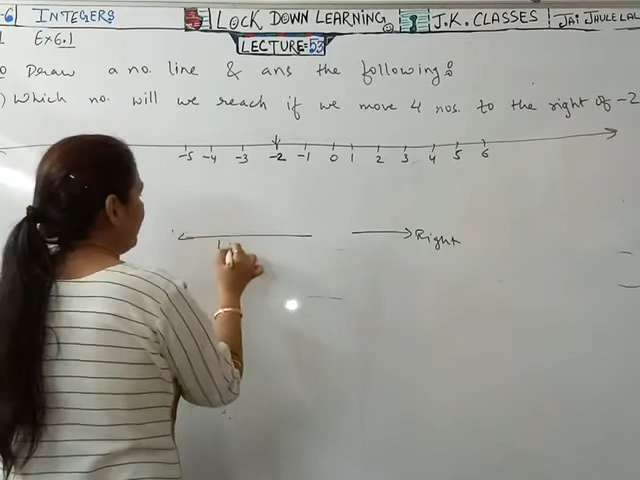 -6 INTEGERS LOCK DOWN LEARNING J.K. CLASSES JAI JHULELAL
Ex 6.1 LECTURE=53
Draw a no. line & ans the following:
) Which no. will we reach if we move 4 nos. to the right of -2
-5 -4 -3 -2 -1 0 1 2 3 4 5 6
Right